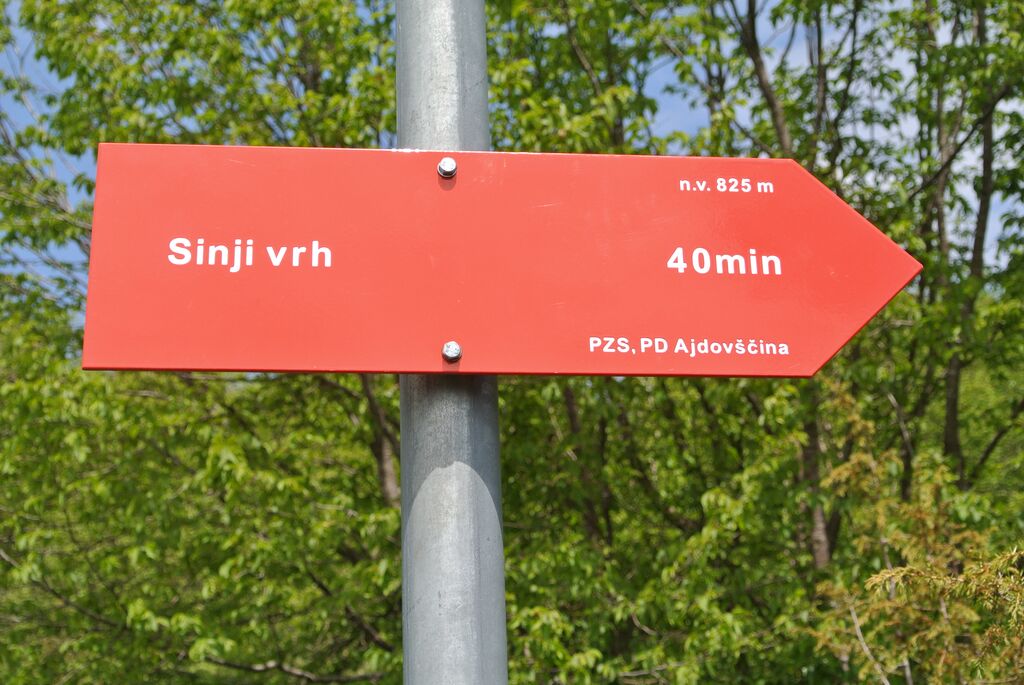 n.v. 825 m
Sinji vrh 40min
PZS, PD Ajdovščina